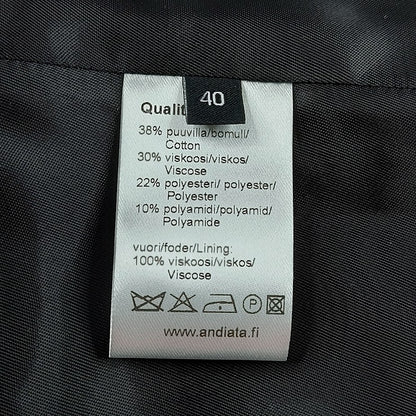 40
Qualit
38% puuvilla/bomull/
Cotton
30% viskoosi/viskos/
Viscose
22% polyesteri/ polyester/
Polyester
10% polyamidi/polyamid/
Polyamide
vuori/foder/Lining:
100% viskoosi/viskos/
Viscose
P
www.andiata.fi